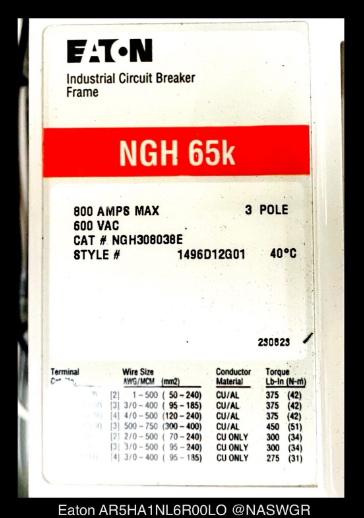 EATON
Industrial Circuit Breaker
Frame
NGH 65k
800 AMPS MAX 3 POLE
600 VAC
CAT # NGH308038E
STYLE # 1496D12G01 40°C
230823
Terminal Wire Size Conductor Torque
AWG/MCM (mm2) Material Lb-In (N-m)
[2] 1 – 500 ( 50 – 240) CU/AL 375 (42)
[3] 3/0 – 400 ( 95 – 185) CU/AL 375 (42)
[4] 4/0 – 500 (120 – 240) CU/AL 375 (42)
[3] 500 – 750 (300 – 400) CU/AL 450 (51)
[2] 2/0 – 500 ( 70 – 240) CU ONLY 300 (34)
[3] 3/0 – 500 ( 95 – 240) CU ONLY 300 (34)
[4] 3/0 – 400 ( 95 – 185) CU ONLY 275 (31)
Eaton AR5HA1NL6R00LO @NASWGR